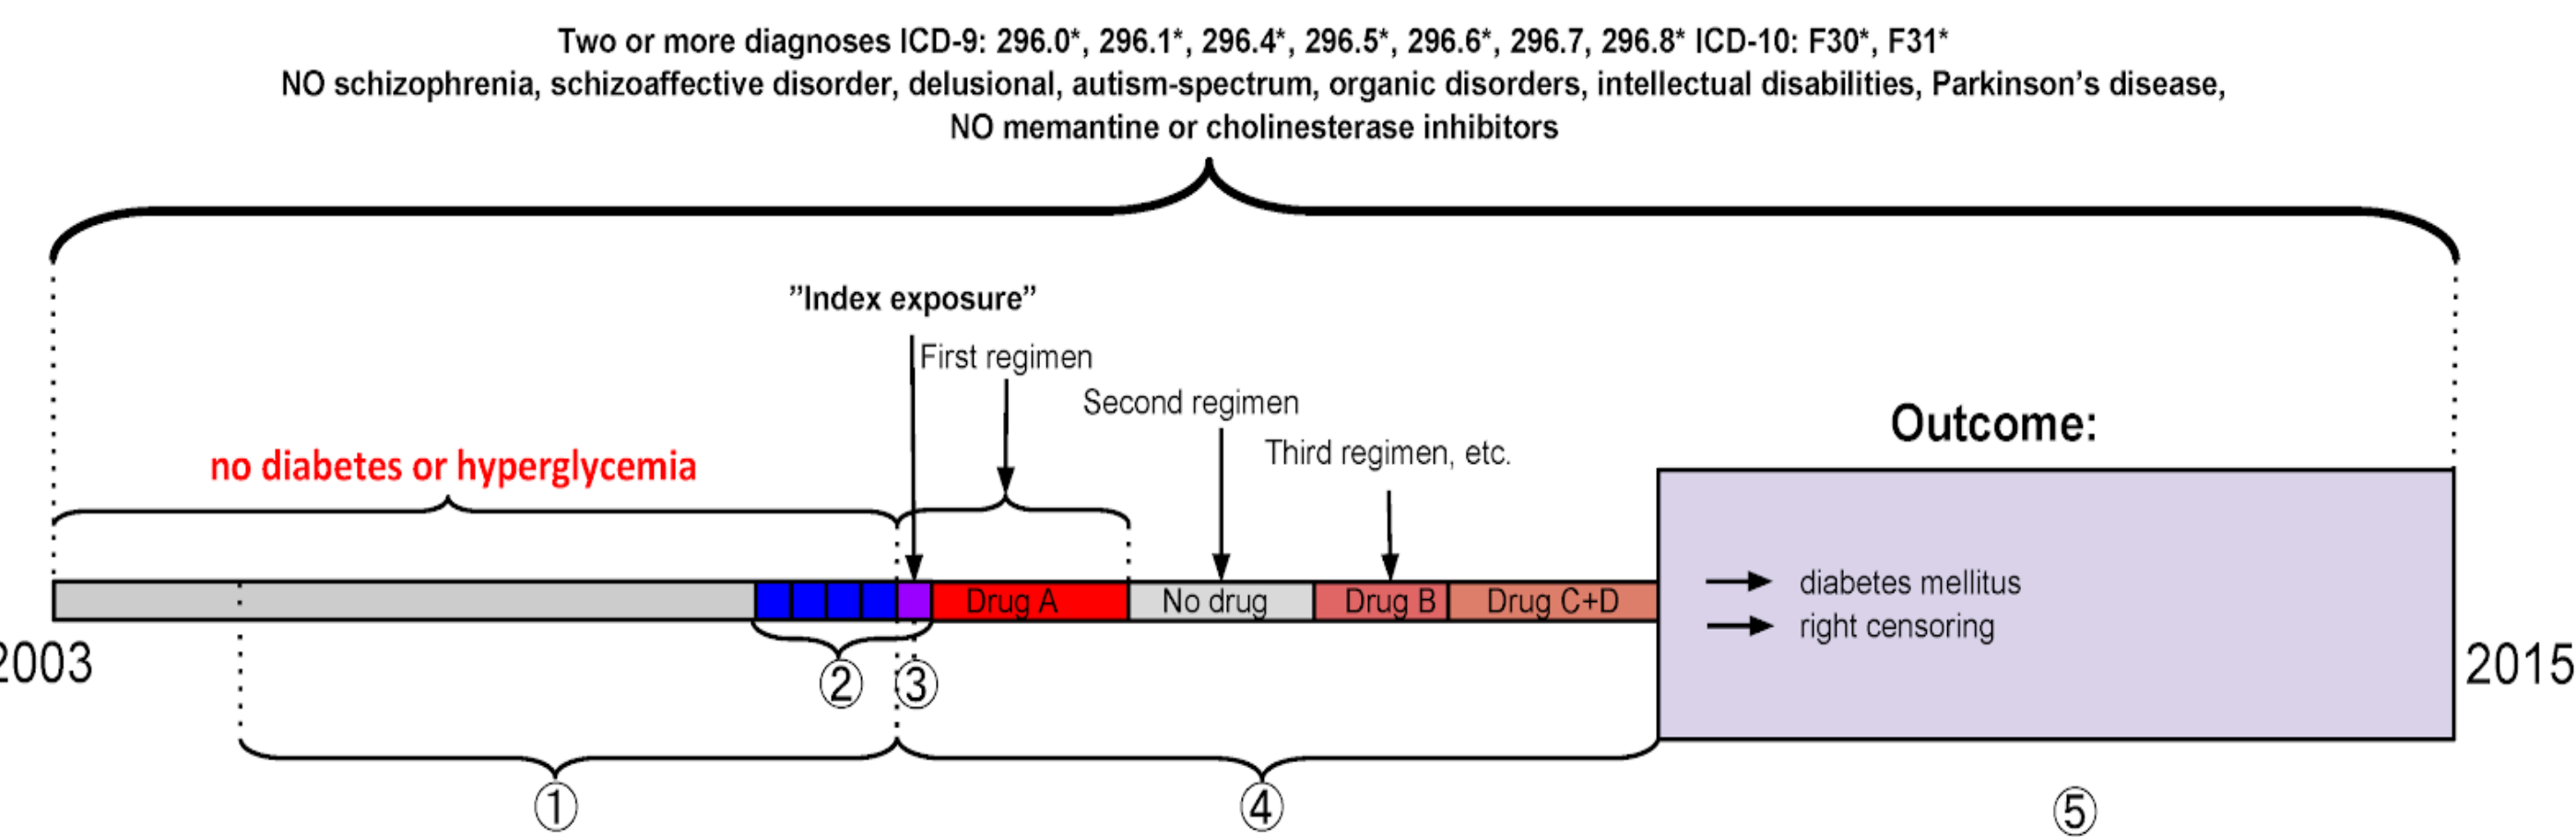 Two or more diagnoses ICD-9: 296.0*, 296.1*, 296.4*, 296.5*, 296.6*, 296.7, 296.8* ICD-10: F30*, F31*
NO schizophrenia, schizoaffective disorder, delusional, autism-spectrum, organic disorders, intellectual disabilities, Parkinson’s disease,
NO memantine or cholinesterase inhibitors
”Index exposure”
First regimen
Second regimen
Third regimen, etc.
Outcome:
no diabetes or hyperglycemia
Drug A
No drug
Drug B
Drug C+D
diabetes mellitus
right censoring
2003
2015
②
③
①
④
⑤